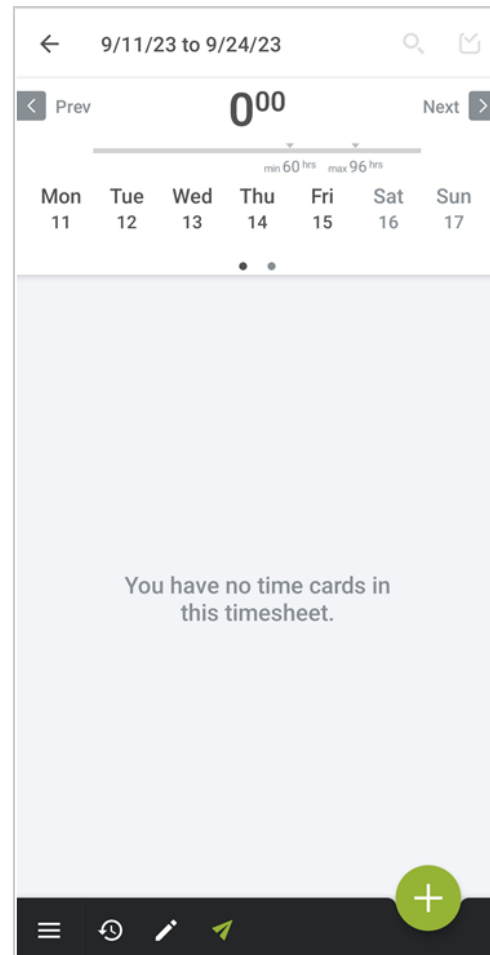 9/11/23 to 9/24/23
Prev 0⁰⁰ Next
min 60 hrs max 96 hrs
Mon Tue Wed Thu Fri Sat Sun
11 12 13 14 15 16 17
You have no time cards in
this timesheet.